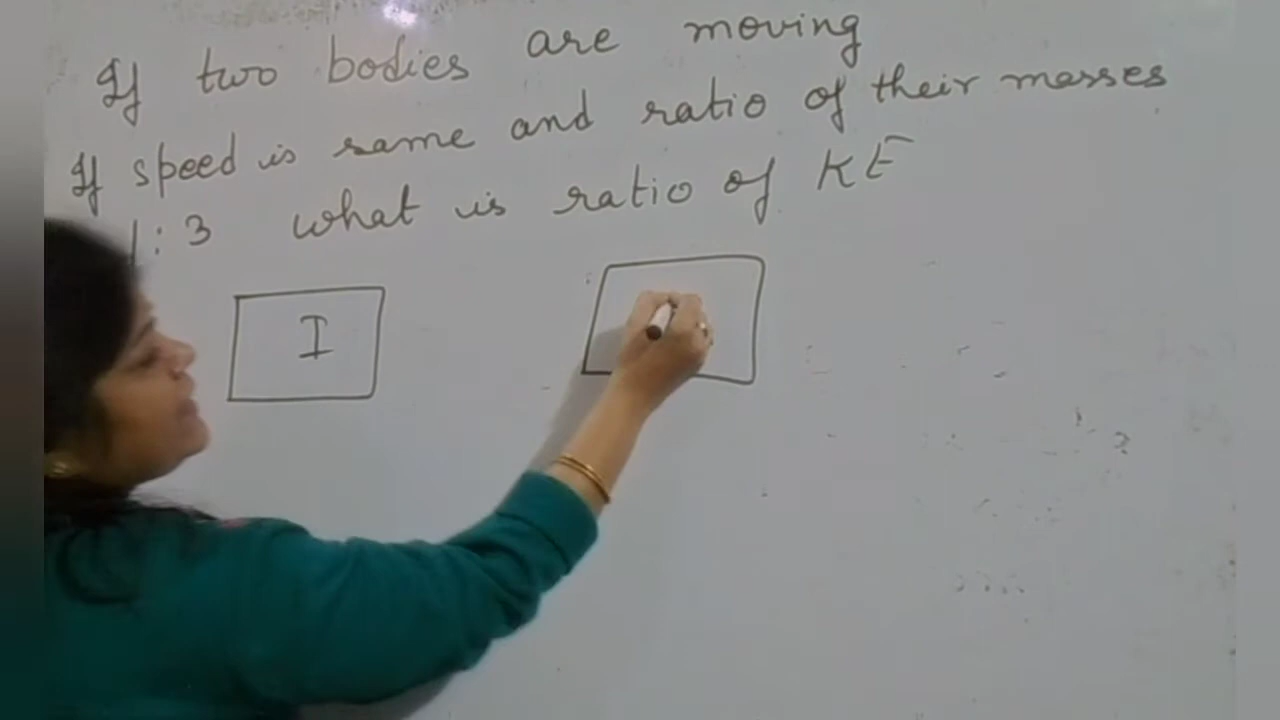 If two bodies are moving
If speed is same and ratio of their masses
1:3 what is ratio of KE
I